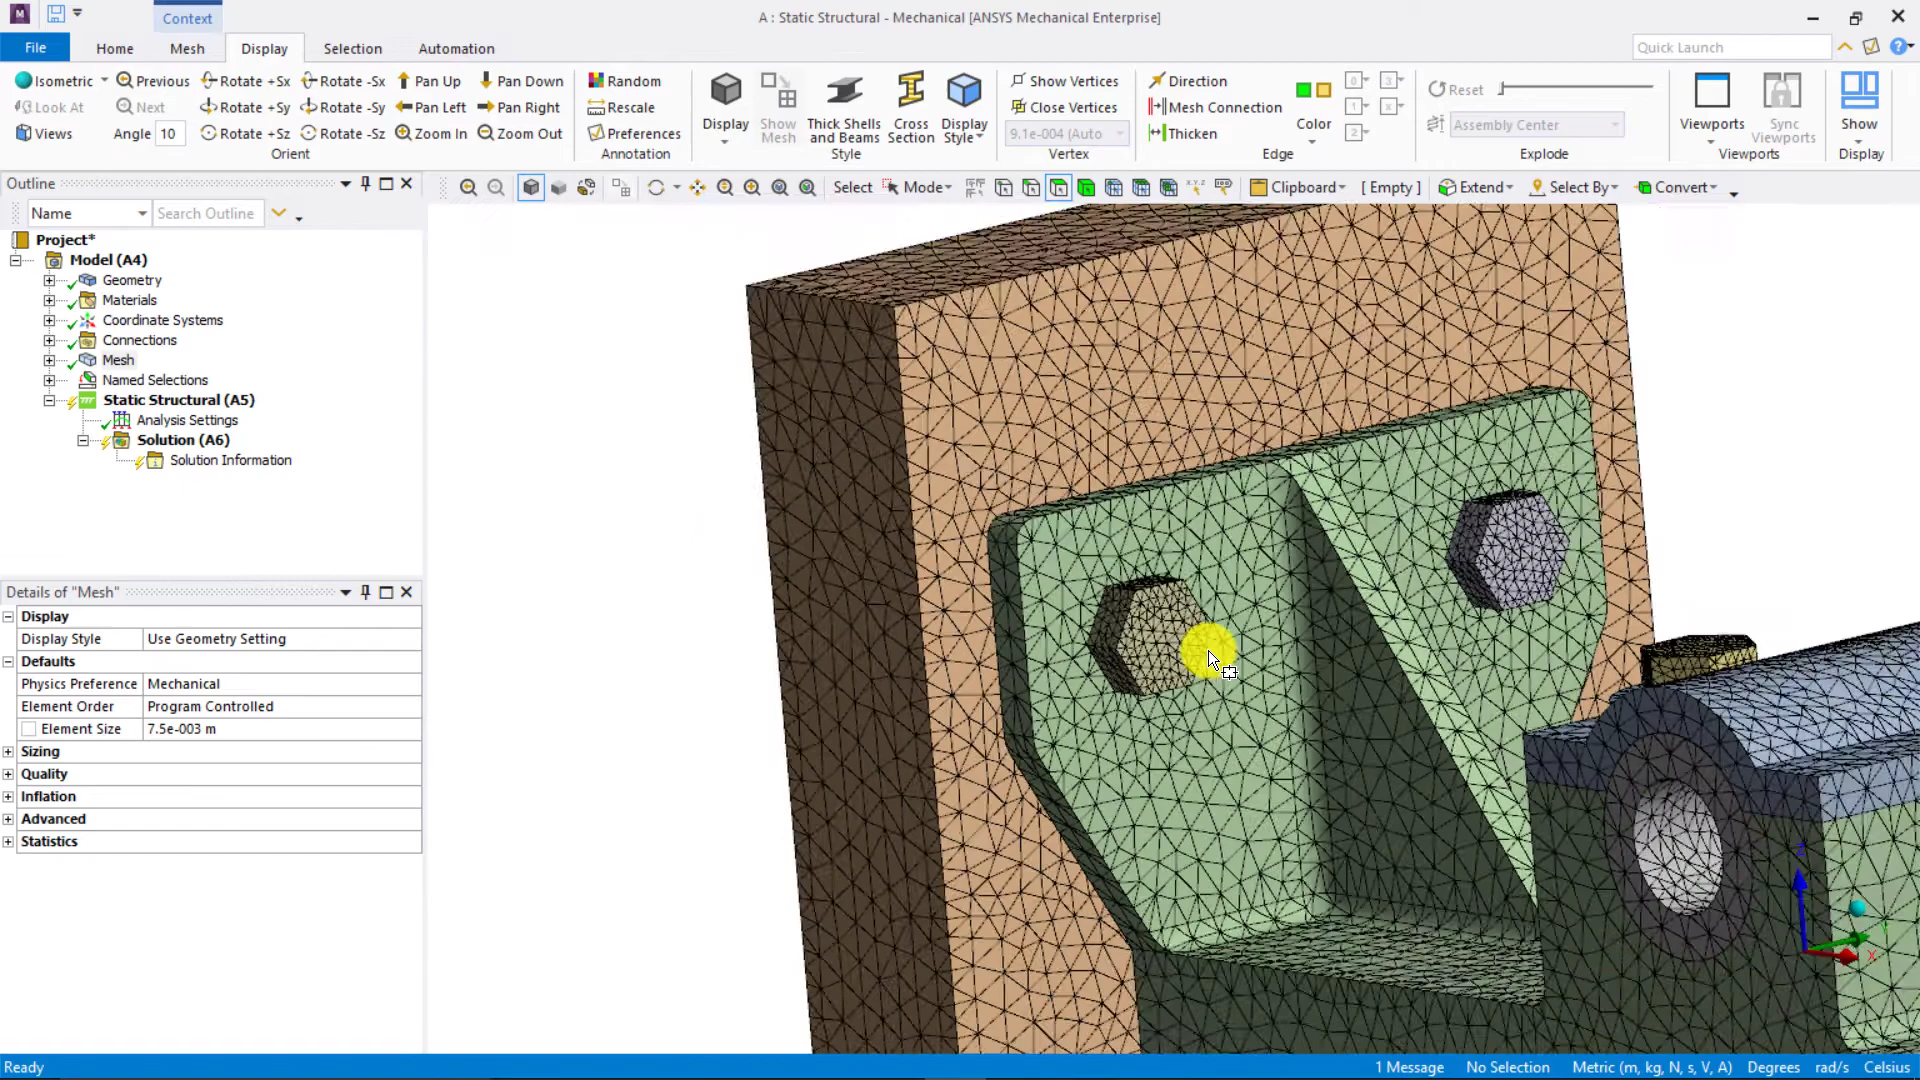 M
Context
A : Static Structural - Mechanical [ANSYS Mechanical Enterprise]
File
Home
Mesh
Display
Selection
Automation
Quick Launch
Isometric
Previous
Rotate +Sx
Rotate -Sx
Pan Up
Pan Down
Look At
Next
Rotate +Sy
Rotate -Sy
Pan Left
Pan Right
Views
Angle 10
Rotate +Sz
Rotate -Sz
Zoom In
Zoom Out
Orient
Random
Rescale
Preferences
Annotation
Display
Show Mesh
Thick Shells and Beams
Cross Section
Display Style
Style
Show Vertices
Close Vertices
9.1e-004 (Auto
Vertex
Direction
Mesh Connection
Thicken
Color
0
3
1
x
2
Edge
Reset
Assembly Center
Explode
Viewports
Sync Viewports
Viewports
Show
Display
Outline
Name
Search Outline
Select
Mode
Clipboard
[ Empty ]
Extend
Select By
Convert
Project*
Model (A4)
Geometry
Materials
Coordinate Systems
Connections
Mesh
Named Selections
Static Structural (A5)
Analysis Settings
Solution (A6)
Solution Information
Details of "Mesh"
Display
Display Style Use Geometry Setting
Defaults
Physics Preference Mechanical
Element Order Program Controlled
Element Size 7.5e-003 m
Sizing
Quality
Inflation
Advanced
Statistics
Z
Y
X
Ready
1 Message
No Selection
Metric (m, kg, N, s, V, A)
Degrees
rad/s
Celsius